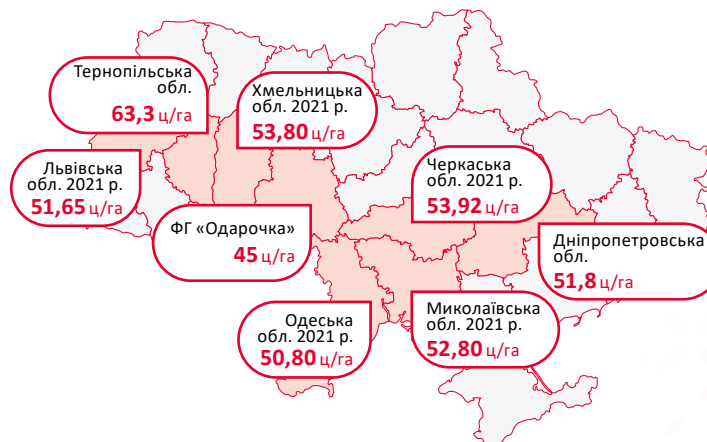 Тернопільська
обл.
63,3 ц/га
Хмельницька
обл. 2021 р.
53,80 ц/га
Львівська
обл. 2021 р.
51,65 ц/га
Черкаська
обл. 2021 р.
53,92 ц/га
ФГ «Одарочка»
45 ц/га
Дніпропетровська
обл.
51,8 ц/га
Одеська
обл. 2021 р.
50,80 ц/га
Миколаївська
обл. 2021 р.
52,80 ц/га